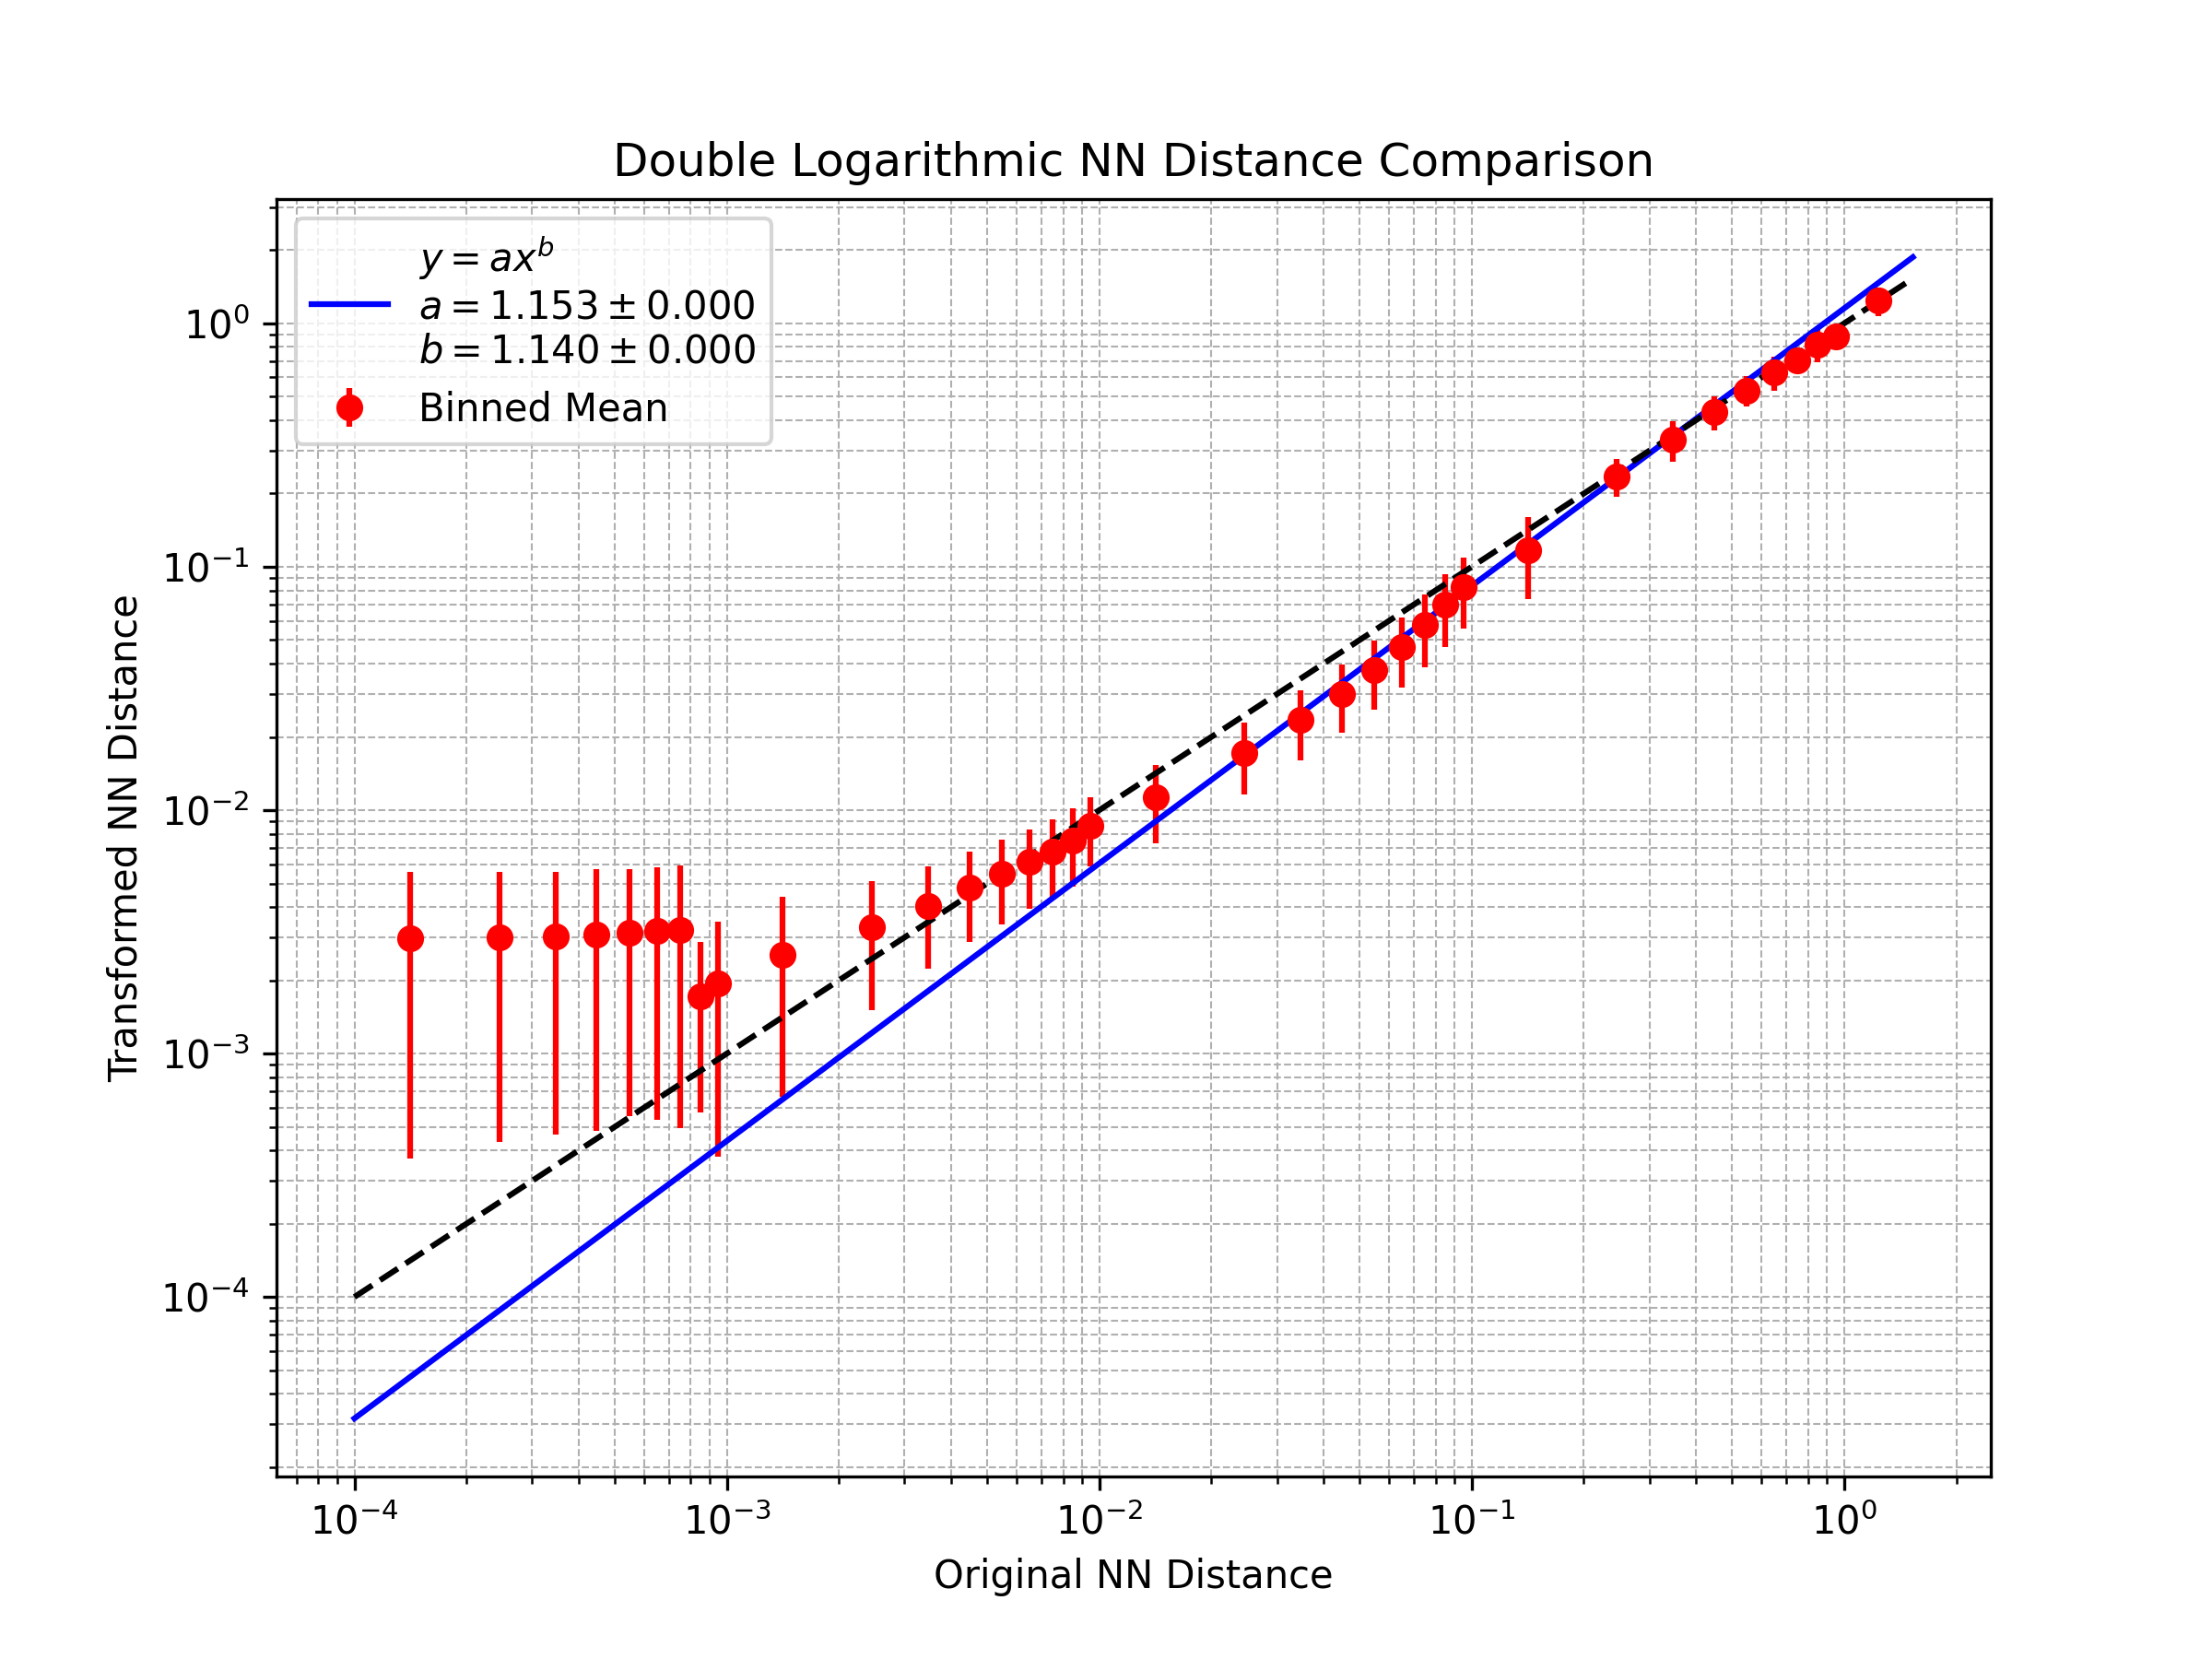 Double Logarithmic NN Distance Comparison
y = ax^b
a = 1.153 ± 0.000
b = 1.140 ± 0.000
Binned Mean
10^0
10^−1
10^−2
10^−3
10^−4
Transformed NN Distance
10^−4 10^−3 10^−2 10^−1 10^0
Original NN Distance